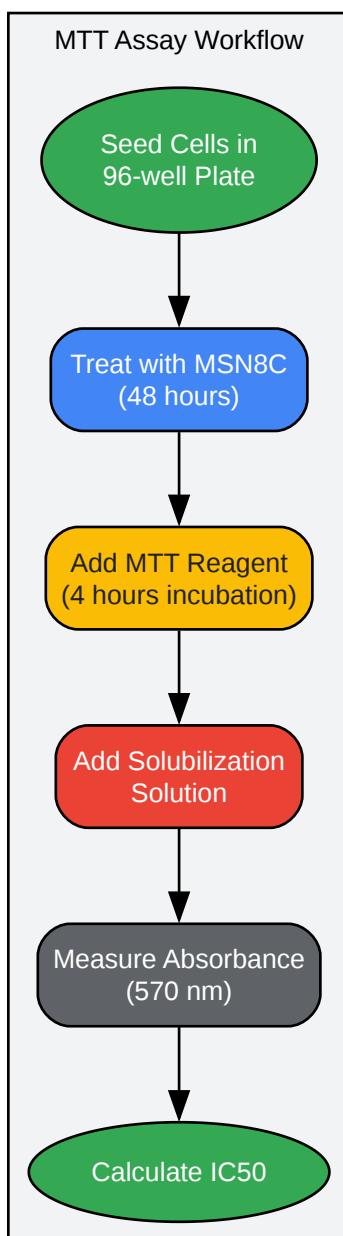 MTT Assay Workflow
Seed Cells in
96-well Plate
Treat with MSN8C
(48 hours)
Add MTT Reagent
(4 hours incubation)
Add Solubilization
Solution
Measure Absorbance
(570 nm)
Calculate IC50